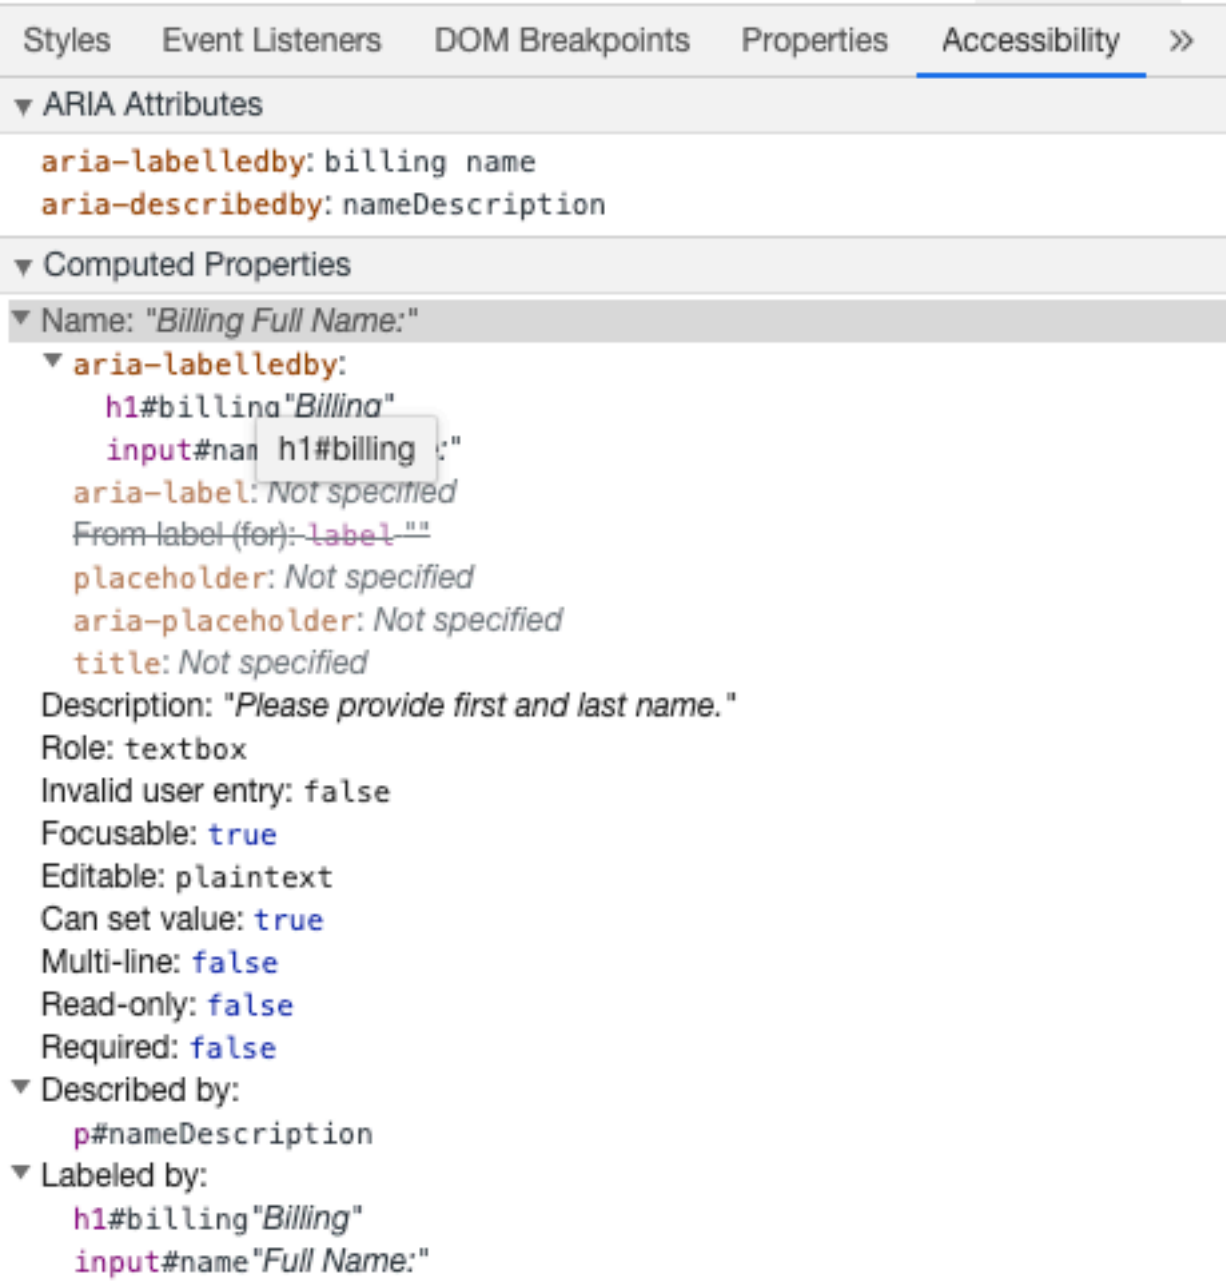 Styles Event Listeners DOM Breakpoints Properties Accessibility »
▼ ARIA Attributes
aria-labelledby: billing name
aria-describedby: nameDescription
▼ Computed Properties
▼ Name: "Billing Full Name:"
▼ aria-labelledby:
h1#billing"Billing"
input#nam :"
h1#billing
aria-label: Not specified
From label (for): label ""
placeholder: Not specified
aria-placeholder: Not specified
title: Not specified
Description: "Please provide first and last name."
Role: textbox
Invalid user entry: false
Focusable: true
Editable: plaintext
Can set value: true
Multi-line: false
Read-only: false
Required: false
▼ Described by:
p#nameDescription
▼ Labeled by:
h1#billing"Billing"
input#name"Full Name:"